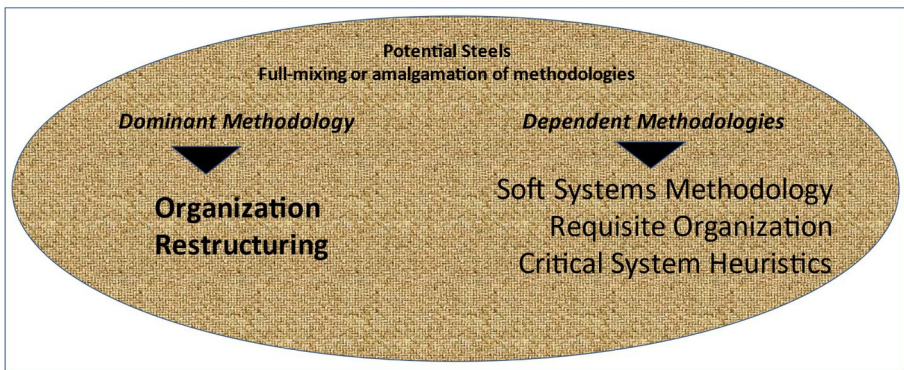 Potential Steels
Full-mixing or amalgamation of methodologies
Dominant Methodology
Organization
Restructuring
Dependent Methodologies
Soft Systems Methodology
Requisite Organization
Critical System Heuristics